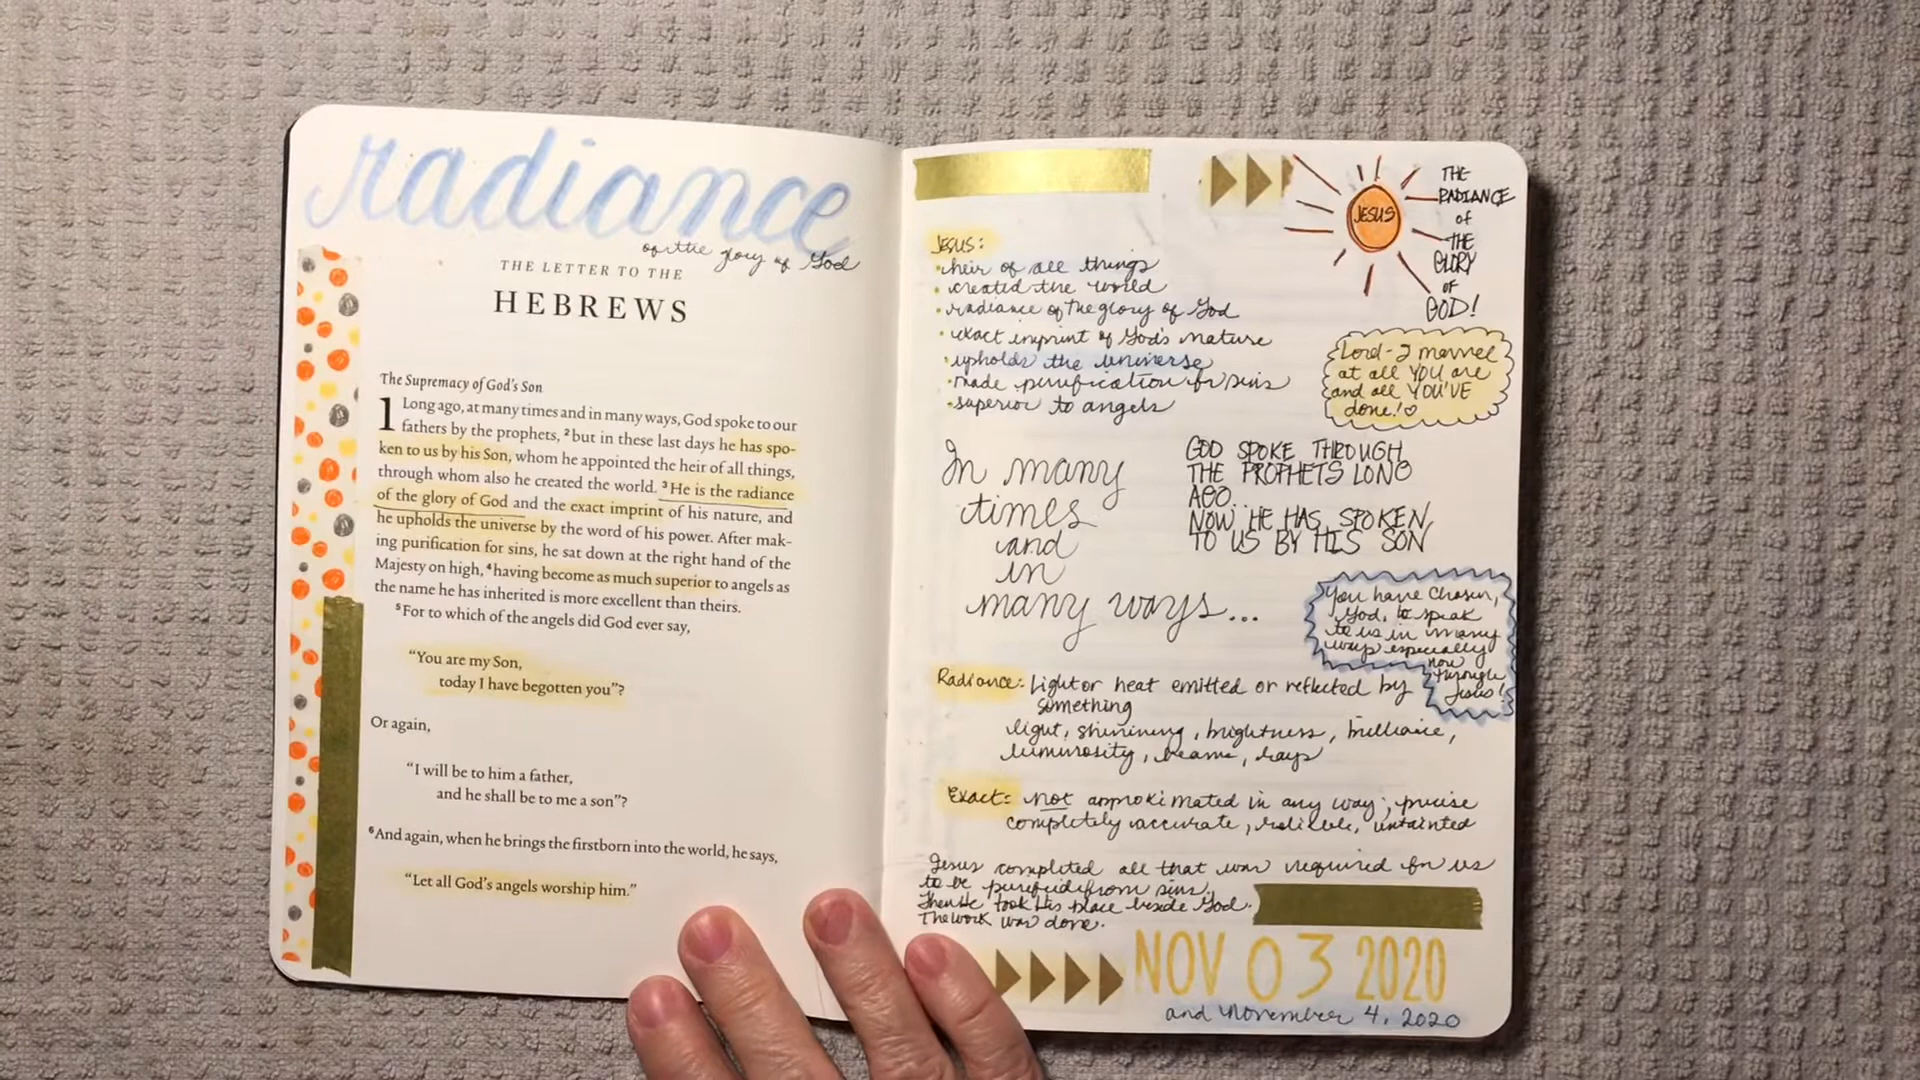 radiance
of the glory of God
THE LETTER TO THE
HEBREWS
The Supremacy of God's Son
1 Long ago, at many times and in many ways, God spoke to our
fathers by the prophets, 2 but in these last days he has spo-
ken to us by his Son, whom he appointed the heir of all things,
through whom also he created the world. 3 He is the radiance
of the glory of God and the exact imprint of his nature, and
he upholds the universe by the word of his power. After mak-
ing purification for sins, he sat down at the right hand of the
Majesty on high, 4 having become as much superior to angels as
the name he has inherited is more excellent than theirs.
5 For to which of the angels did God ever say,
“You are my Son,
today I have begotten you”?
Or again,
“I will be to him a father,
and he shall be to me a son”?
6 And again, when he brings the firstborn into the world, he says,
“Let all God's angels worship him.”
JESUS
THE
RADIANCE
of
THE
GLORY
of
GOD!
JESUS:
• heir of all things
• created the world
• radiance of the glory of God
• exact imprint of God's nature
• upholds the universe
• made purification for sins
• superior to angels
Lord - I marvel
at all YOU are
and all YOU'VE
done!
In many
times
and
in
many ways...
GOD SPOKE THROUGH
THE PROPHETS LONG
AGO..
NOW HE HAS SPOKEN
TO US BY HIS SON
You have chosen,
God, to speak
to us in many
ways especially
now
through
Jesus!
Radiance: Light or heat emitted or reflected by
something
light, shinining, brightness, brilliance,
luminosity, beams, rays
Exact: not approximated in any way; precise
completely accurate, reliable, untainted
Jesus completed all that was required for us
to be purified from sins.
Then He took His place beside God.
The work was done.
NOV 03 2020
and November 4, 2020